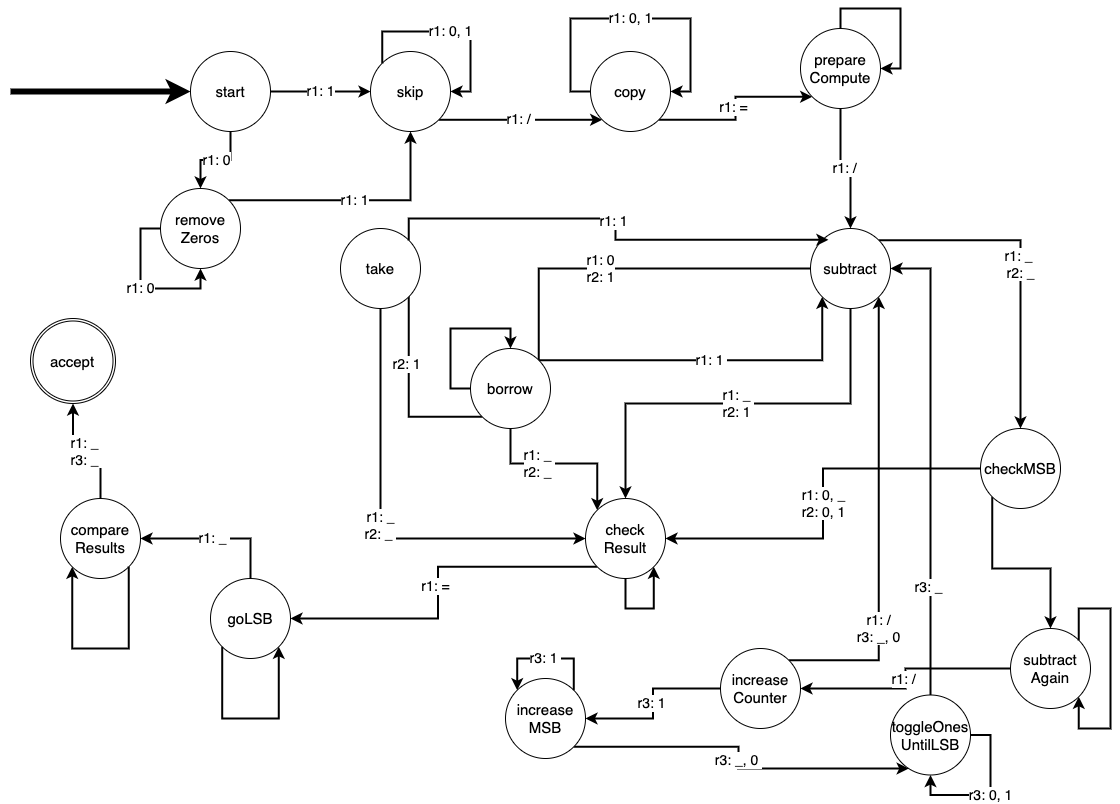 r1: 0, 1
r1: 0, 1
start
r1: 1
skip
copy
prepare
Compute
r1: /
r1: =
r1: 0
r1: /
remove
Zeros
r1: 1
r1: 0
take
r1: 1
r1: 0
r2: 1
subtract
r1: _
r2: _
accept
r2: 1
borrow
r1: 1
r1: _
r2: 1
r1: _
r3: _
r1: _
r2: _
checkMSB
r1: _
r2: _
r1: 0, _
r2: 0, 1
compare
Results
r1: _
check
Result
r1: =
r3: _
goLSB
r1: /
r3: _, 0
r3: 1
increase
MSB
r3: 1
increase
Counter
r1: /
subtract
Again
toggleOnes
UntilLSB
r3: _, 0
r3: 0, 1